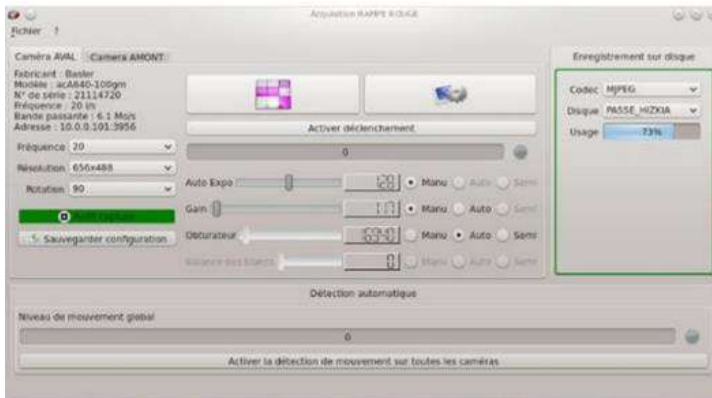 Acquisition RAMPE ROUGE
Fichier ?
Caméra AVAL
Camera AMONT
Fabricant : Basler
Modèle : acA640-100gm
N° de série : 21114720
Fréquence : 20 i/s
Bande passante : 6.1 Mo/s
Adresse : 10.0.0.101:3956
Fréquence 20
Résolution 656x488
Rotation 90
Arrêt capture
Sauvegarder configuration
Activer déclenchement
0
Auto Expo 128 Manu Auto Semi
Gain Manu Auto Semi
Obturateur Manu Auto Semi
Balance des blancs 0 Manu Auto Semi
Enregistrement sur disque
Codec MJPEG
Disque PASSE_HIZKIA
Usage 73%
Détection automatique
Niveau de mouvement global
0
Activer la détection de mouvement sur toutes les caméras